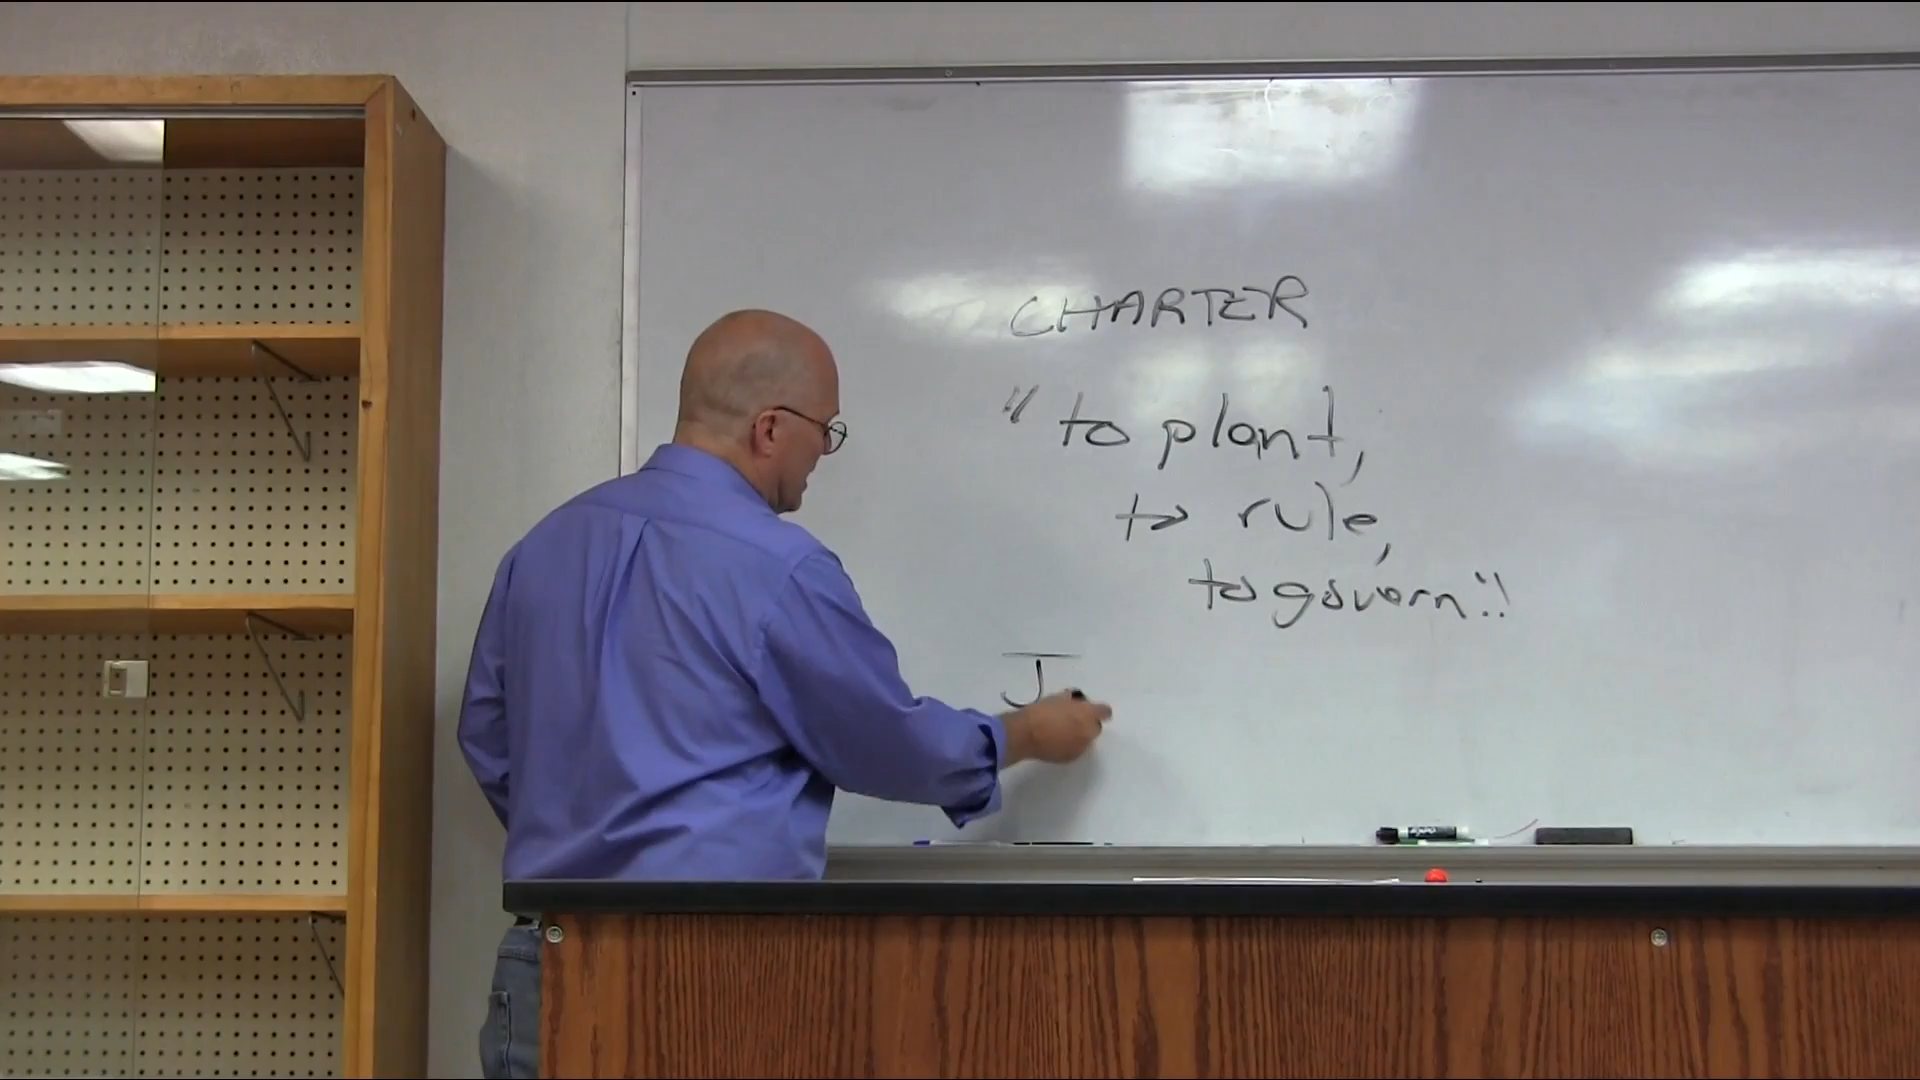 CHARTER
"to plant,
to rule,
to govern"!
J